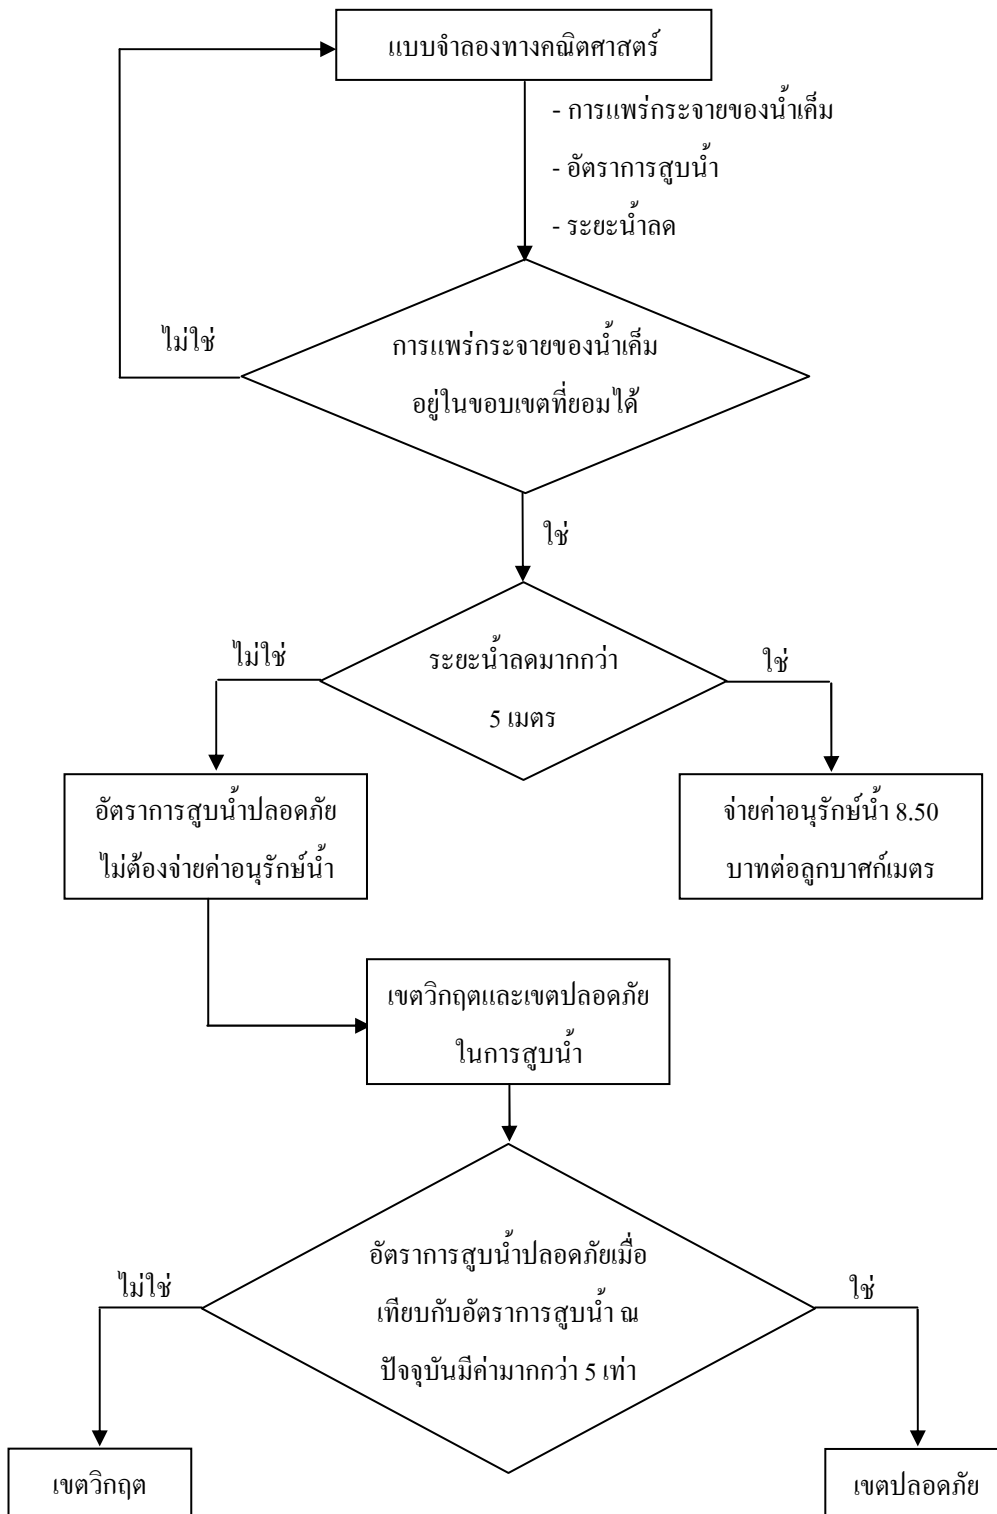 แบบจำลองทางคณิตศาสตร์
- การแพร่กระจายของน้ำเค็ม
- อัตราการสูบน้ำ
- ระยะน้ำลด
ไม่ใช่
การแพร่กระจายของน้ำเค็ม
อยู่ในขอบเขตที่ยอมได้
ใช่
ไม่ใช่
ระยะน้ำลดมากกว่า
5 เมตร
ใช่
อัตราการสูบน้ำปลอดภัย
ไม่ต้องจ่ายค่าอนุรักษ์น้ำ
จ่ายค่าอนุรักษ์น้ำ 8.50
บาทต่อลูกบาศก์เมตร
เขตวิกฤตและเขตปลอดภัย
ในการสูบน้ำ
ไม่ใช่
อัตราการสูบน้ำปลอดภัยเมื่อ
เทียบกับอัตราการสูบน้ำ ณ
ปัจจุบันมีค่ามากกว่า 5 เท่า
ใช่
เขตวิกฤต
เขตปลอดภัย